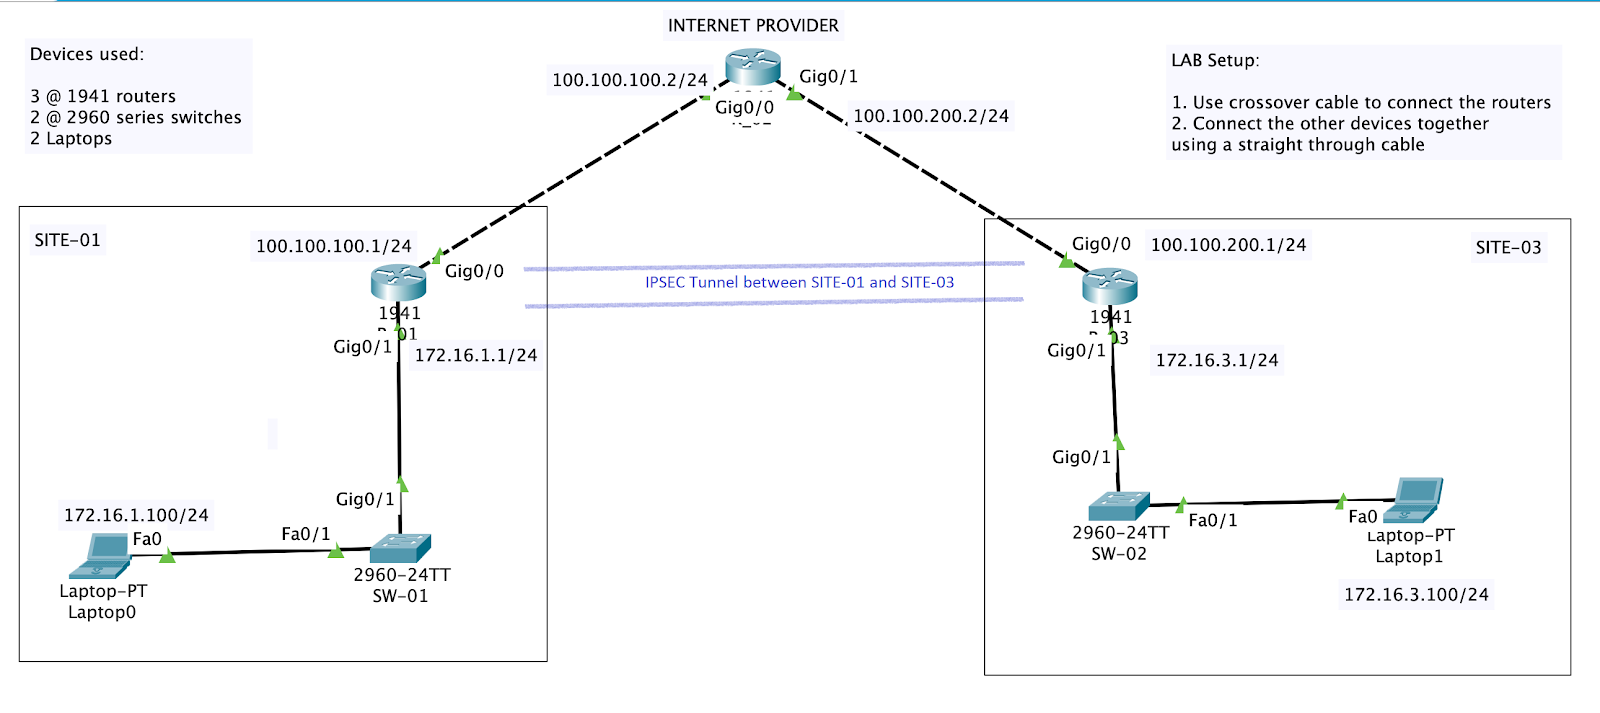 INTERNET PROVIDER
Devices used:
3 @ 1941 routers
2 @ 2960 series switches
2 Laptops
100.100.100.2/24
Gig0/1
Gig0/0
100.100.200.2/24
LAB Setup:
1. Use crossover cable to connect the routers
2. Connect the other devices together
using a straight through cable
SITE-01
100.100.100.1/24
Gig0/0
1941
Gig0/1
172.16.1.1/24
Gig0/1
172.16.1.100/24
Fa0
Fa0/1
Laptop-PT
Laptop0
2960-24TT
SW-01
IPSEC Tunnel between SITE-01 and SITE-03
SITE-03
Gig0/0
100.100.200.1/24
1941
Gig0/1
172.16.3.1/24
Gig0/1
Fa0/1
Fa0
2960-24TT
SW-02
Laptop-PT
Laptop1
172.16.3.100/24